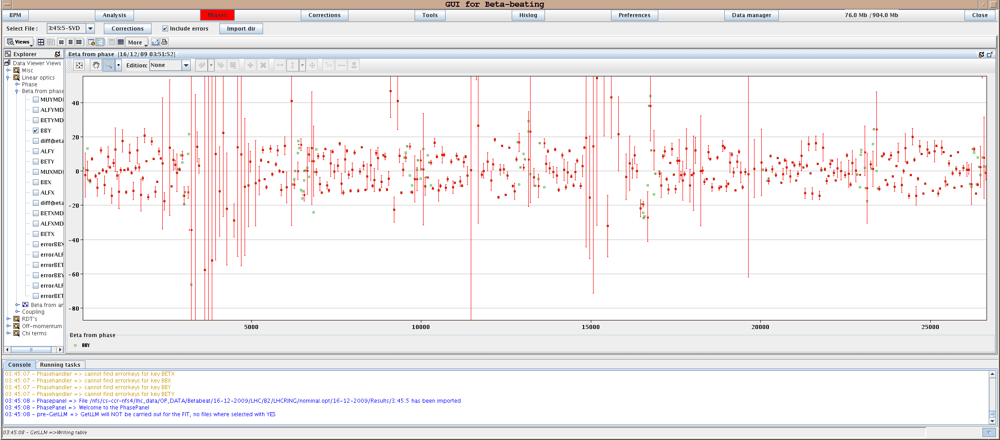 GUI for Beta-beating
BPM Analysis Phases Corrections Tools Hislog Preferences Data manager 76.0 Mb /904.0 Mb Close
Select File : 3:45:5-SVD Corrections Include errors Import dir
Views More
Explorer
Data Viewer Views
Misc
Linear optics
Phase
Beta from phase
MUYMD
ALFYMD
BETYMD
BBY
diff(beta
ALFY
BETY
MUXMD
BBX
ALFX
diff(beta
BETXMD
ALFXMD
BETX
errorBBX
errorALF
errorBET
errorBBY
errorALF
errorBET
Beta from ar
Coupling
RDT's
Off-momentum
Chi terms
Beta from phase [16/12/09 03:51:52]
Edition: None
40
20
0
-20
-40
-60
-80
5000 10000 15000 20000 25000
Beta from phase
BBY
Console Running tasks
03:45:07 - Phasehandler => cannot find errorkeys for key BETX
03:45:07 - Phasehandler => cannot find errorkeys for key BBX
03:45:07 - Phasehandler => cannot find errorkeys for key BBY
03:45:07 - Phasehandler => cannot find errorkeys for key BETY
03:45:08 - Phasepanel => File /nfs/cs-ccr-nfs4/lhc_data/OP_DATA/Betabeat/16-12-2009/LHC/B2/LHCRING/nominal.opt/16-12-2009/Results/3:45:5 has been imported
03:45:08 - PhasePanel => Welcome to the PhasePanel
03:45:08 - pre-GetLLM => GetLLM will NOT be carried out for the FIT, no files where selected with YES
03:45:08 - GetLLM =>Writing table